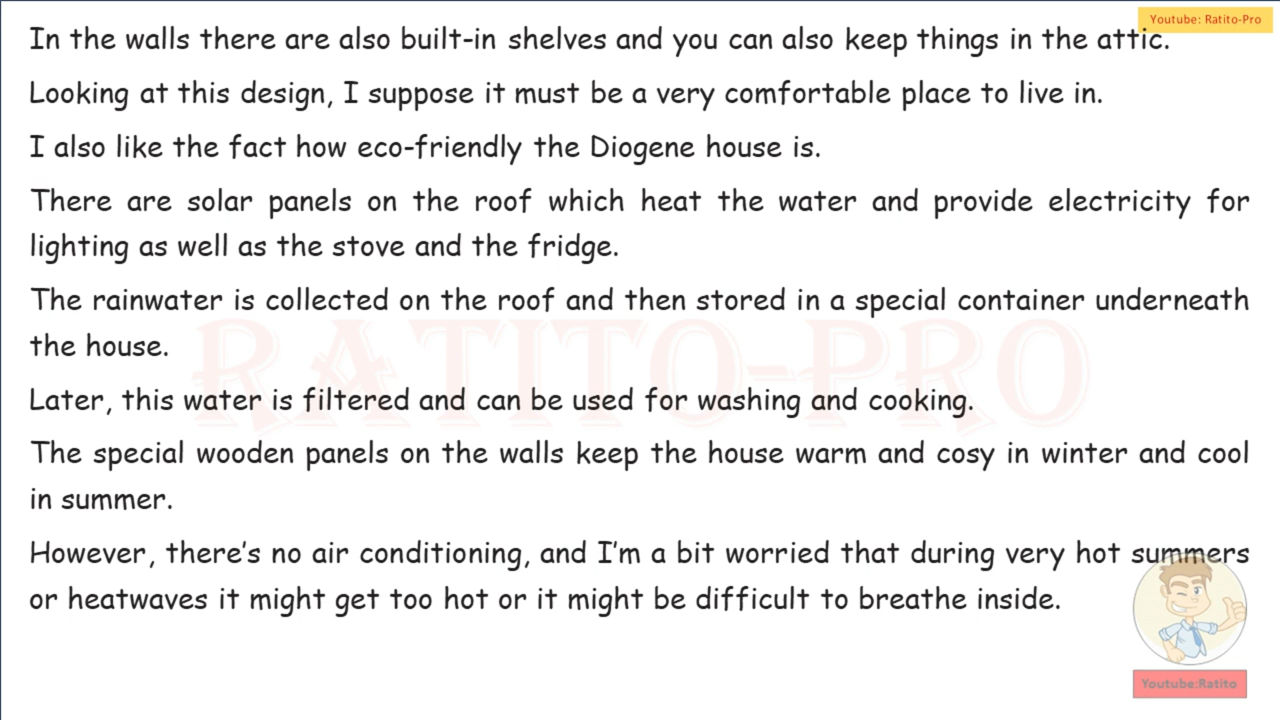 Youtube: Ratito-Pro
In the walls there are also built-in shelves and you can also keep things in the attic.
Looking at this design, I suppose it must be a very comfortable place to live in.
I also like the fact how eco-friendly the Diogene house is.
There are solar panels on the roof which heat the water and provide electricity for
lighting as well as the stove and the fridge.
The rainwater is collected on the roof and then stored in a special container underneath
the house.
RATITO-PRO
Later, this water is filtered and can be used for washing and cooking.
The special wooden panels on the walls keep the house warm and cosy in winter and cool
in summer.
However, there's no air conditioning, and I'm a bit worried that during very hot summers
or heatwaves it might get too hot or it might be difficult to breathe inside.
Youtube:Ratito